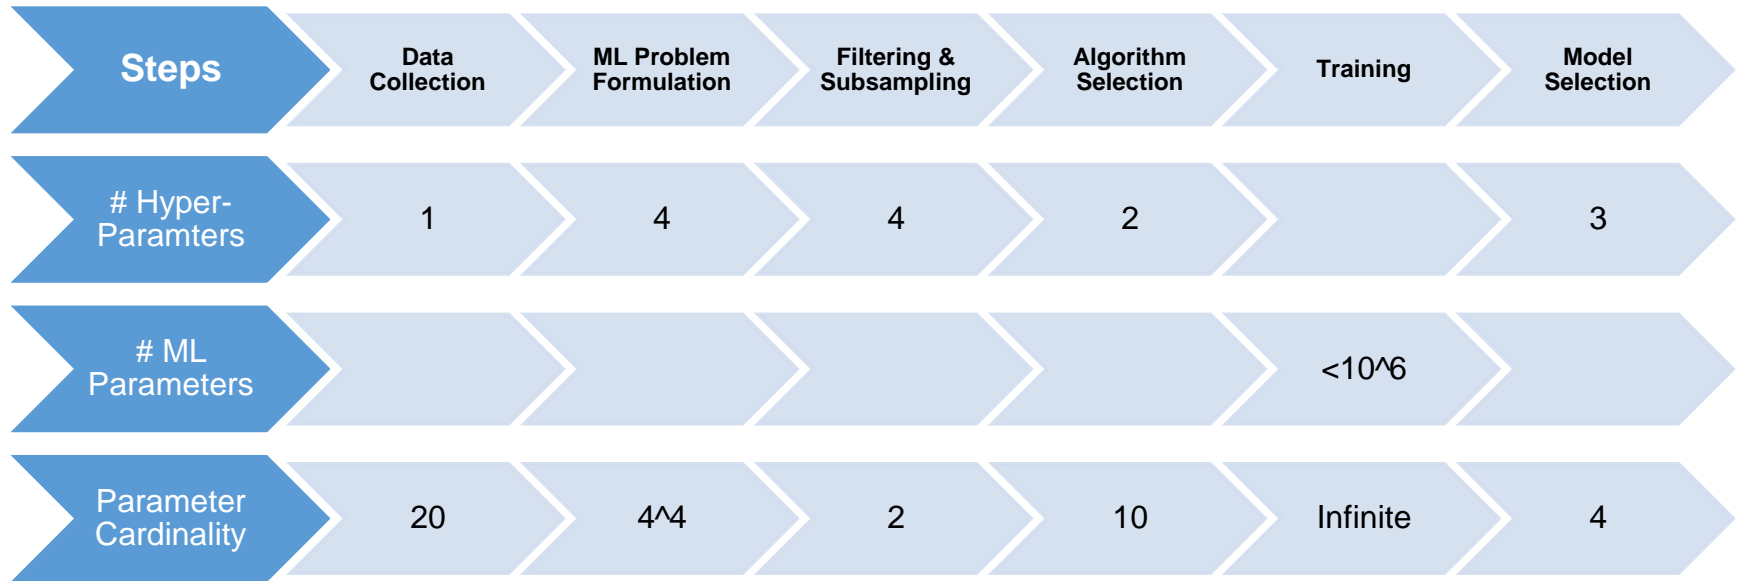 Steps
Data
Collection
ML Problem
Formulation
Filtering &
Subsampling
Algorithm
Selection
Training
Model
Selection
# Hyper-
Paramters
1
4
4
2
3
# ML
Parameters
<10^6
Parameter
Cardinality
20
4^4
2
10
Infinite
4